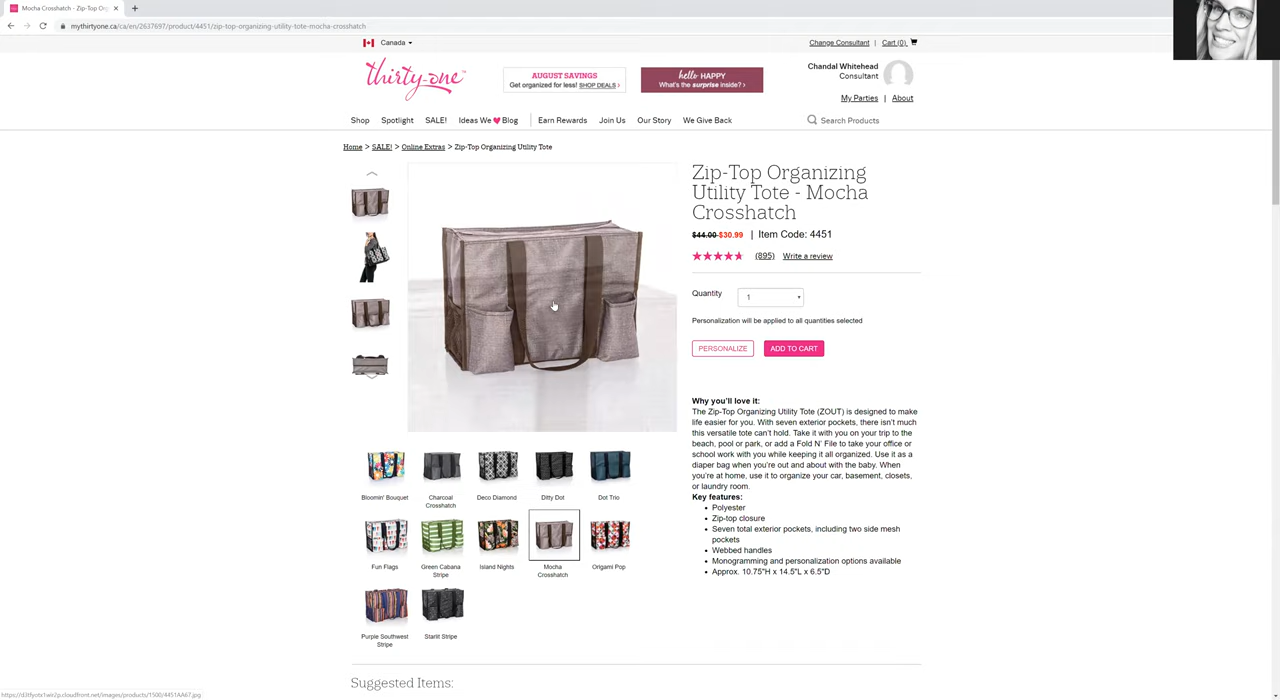 Mocha Crosshatch - Zip-Top Org
mythirtyone.ca/ca/en/2637697/product/4451/zip-top-organizing-utility-tote-mocha-crosshatch
Canada
Change Consultant | Cart (0)
thirty-one
AUGUST SAVINGS
Get organized for less! SHOP DEALS >
hello HAPPY
What's the surprise inside? >
Chandal Whitehead
Consultant
My Parties | About
Shop Spotlight SALE! Ideas We Blog Earn Rewards Join Us Our Story We Give Back Search Products
Home > SALE! > Online Extras > Zip-Top Organizing Utility Tote
Zip-Top Organizing
Utility Tote - Mocha
Crosshatch
$44.00 $30.99 | Item Code: 4451
(895) Write a review
Quantity 1
Personalization will be applied to all quantities selected
PERSONALIZE ADD TO CART
Why you'll love it:
The Zip-Top Organizing Utility Tote (ZOUT) is designed to make
life easier for you. With seven exterior pockets, there isn't much
this versatile tote can't hold. Take it with you on your trip to the
beach, pool or park, or add a Fold N' File to take your office or
school work with you while keeping it all organized. Use it as a
diaper bag when you're out and about with the baby. When
you're at home, use it to organize your car, basement, closets,
or laundry room.
Key features:
• Polyester
• Zip-top closure
• Seven total exterior pockets, including two side mesh
pockets
• Webbed handles
• Monogramming and personalization options available
• Approx. 10.75"H x 14.5"L x 6.5"D
Bloomin' Bouquet
Charcoal
Crosshatch
Deco Diamond
Ditty Dot
Dot Trio
Fun Flags
Green Cabana
Stripe
Island Nights
Mocha
Crosshatch
Origami Pop
Purple Southwest
Stripe
Starlit Stripe
Suggested Items: